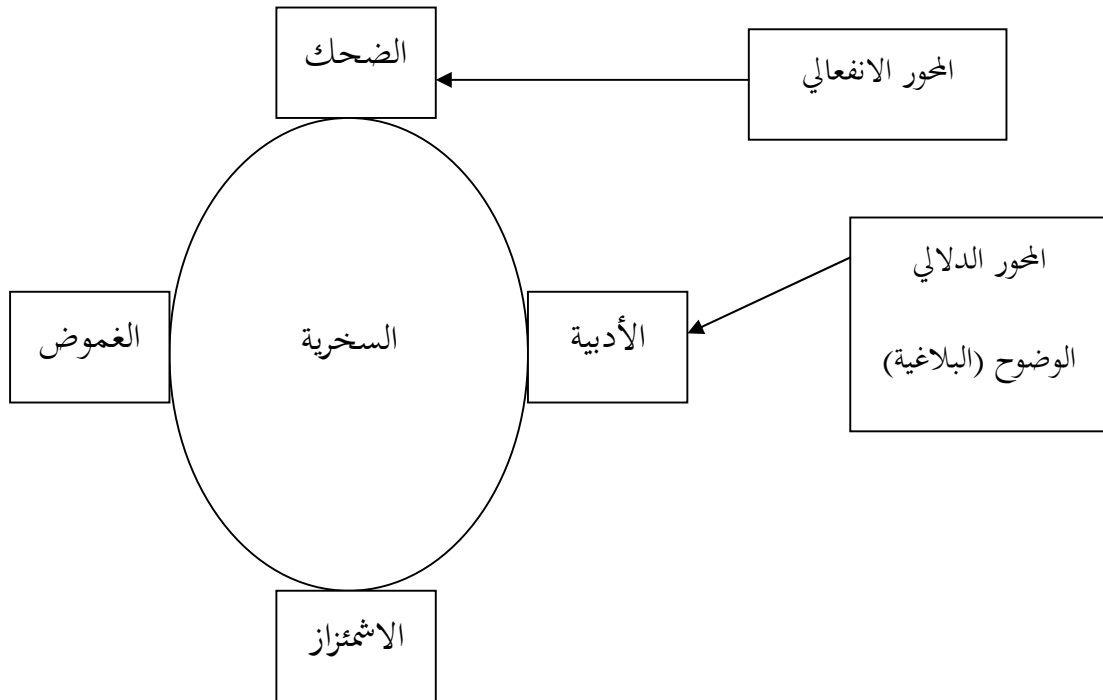 الضحك
المحور الانفعالي
المحور الدلالي
الوضوح (البلاغية)
الأدبية
السخرية
الغموض
الاشمئزاز